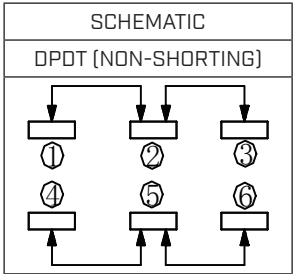 SCHEMATIC
DPDT (NON-SHORTING)
① ② ③
④ ⑤ ⑥